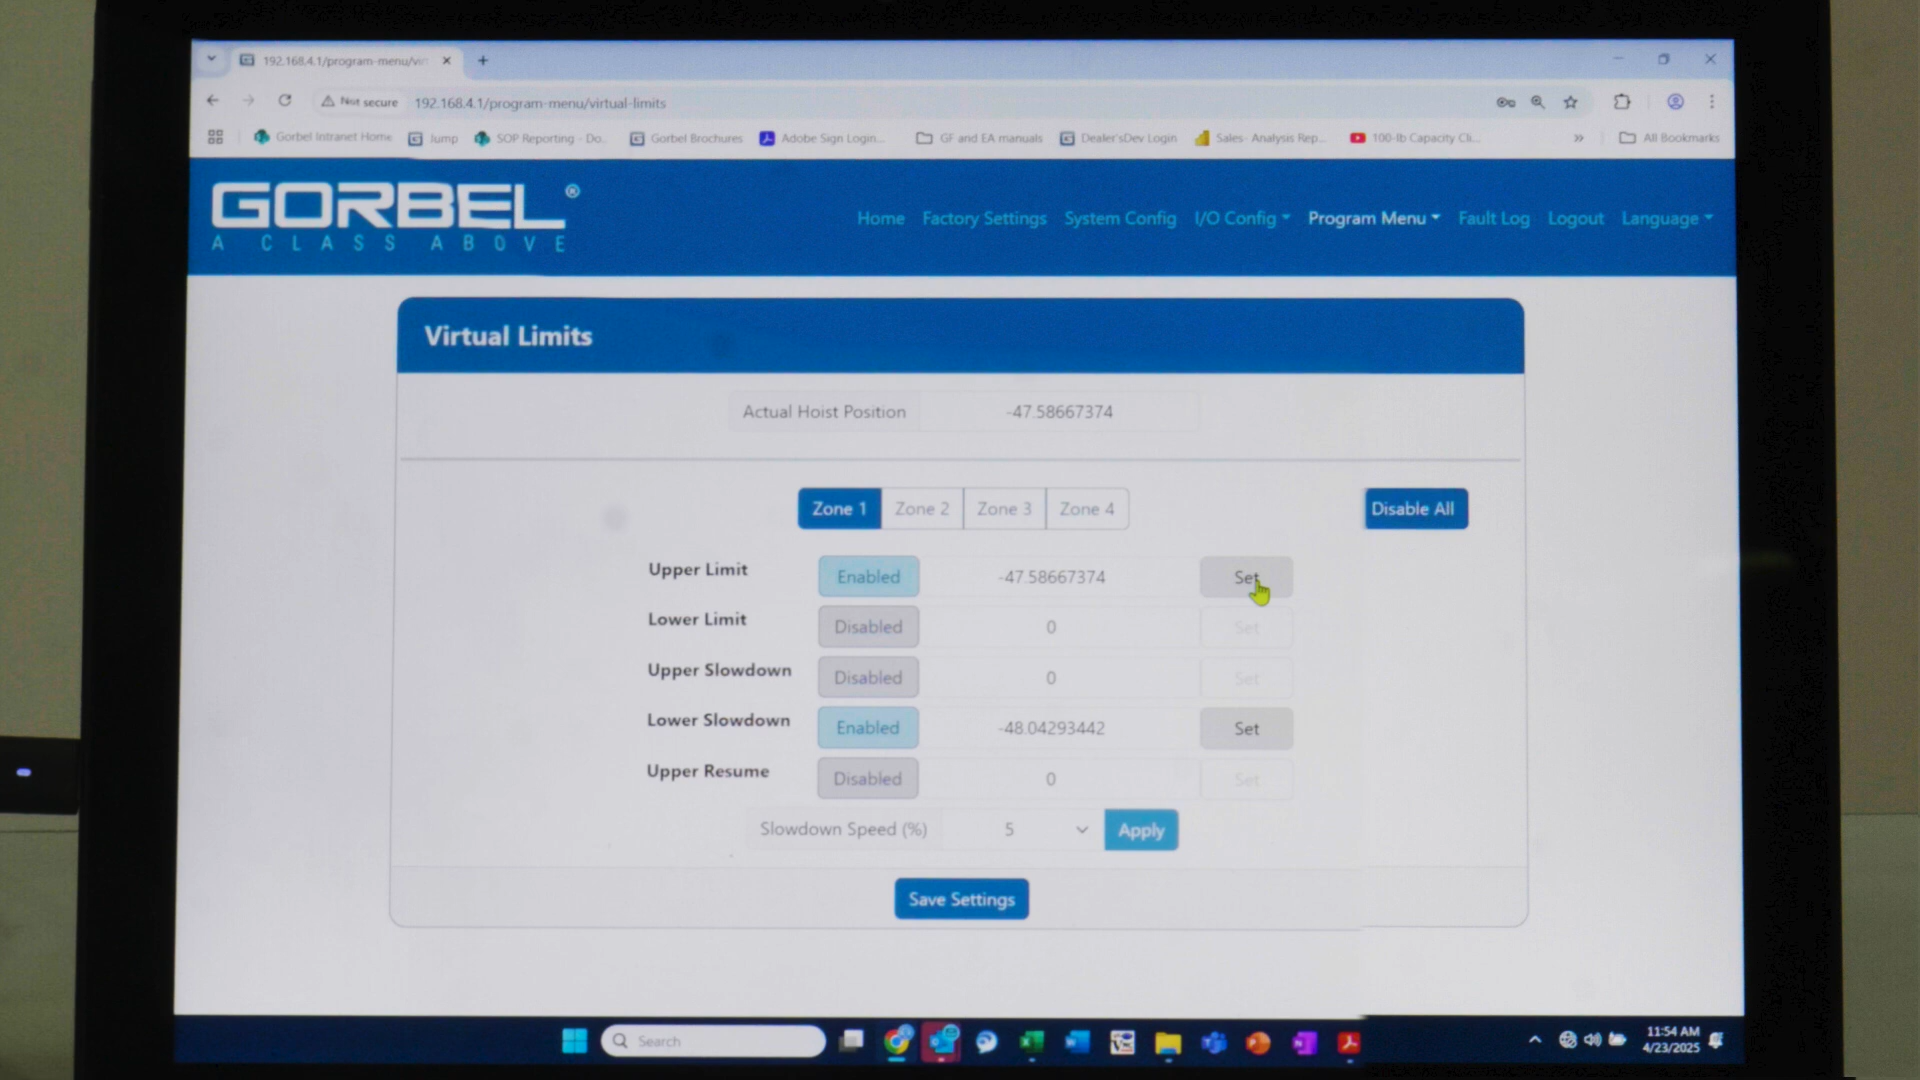 192.168.4.1/program-menu/vir
Not secure 192.168.4.1/program-menu/virtual-limits
Gorbel Intranet Home Jump SOP Reporting - Do... Gorbel Brochures Adobe Sign Login... GF and EA manuals Dealer'sDev Login Sales- Analysis Rep... 100-lb Capacity Cli... » All Bookmarks
GORBEL®
A CLASS ABOVE
Home Factory Settings System Config I/O Config Program Menu Fault Log Logout Language
Virtual Limits
Actual Hoist Position -47.58667374
Zone 1 Zone 2 Zone 3 Zone 4 Disable All
Upper Limit Enabled -47.58667374 Set
Lower Limit Disabled 0 Set
Upper Slowdown Disabled 0 Set
Lower Slowdown Enabled -48.04293442 Set
Upper Resume Disabled 0 Set
Slowdown Speed (%) 5 Apply
Save Settings
Search
11:54 AM
4/23/2025